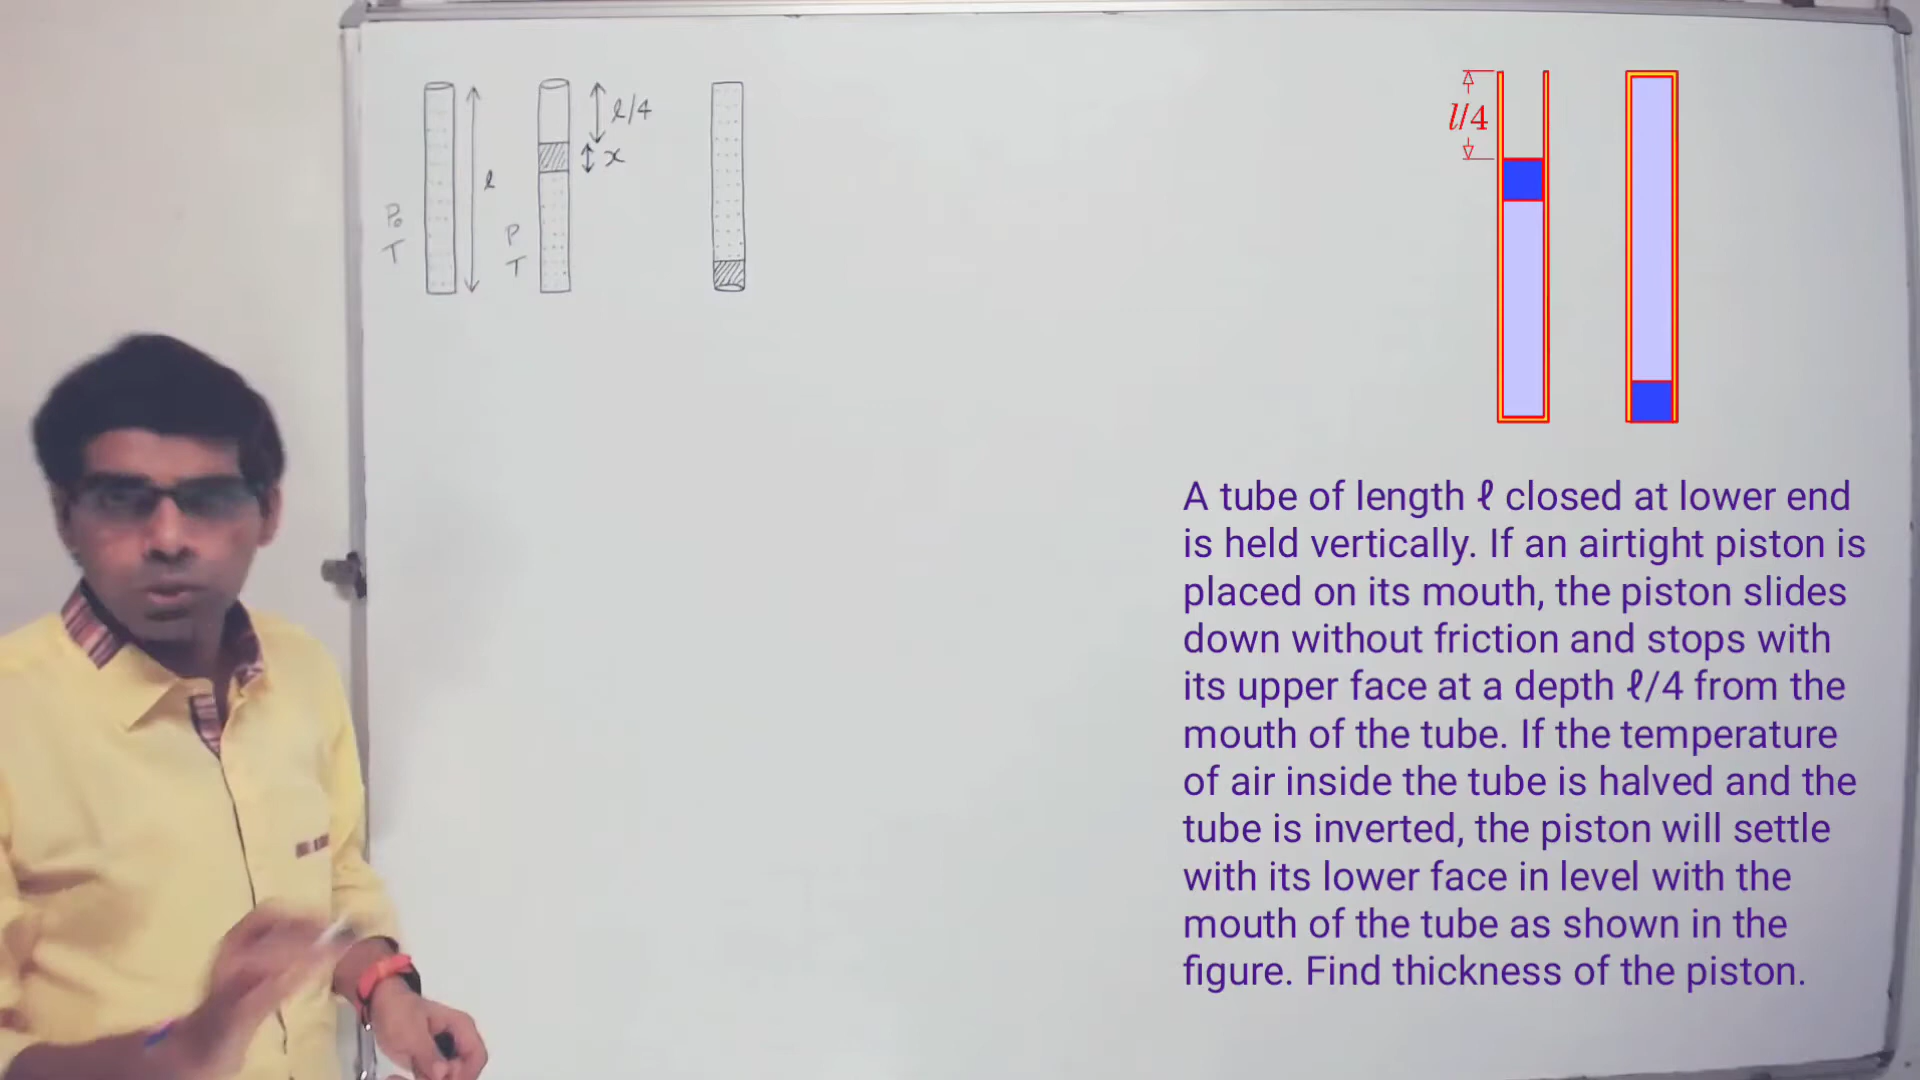 P₀
T
ℓ
P
T
ℓ/4
x
l/4
A tube of length ℓ closed at lower end
is held vertically. If an airtight piston is
placed on its mouth, the piston slides
down without friction and stops with
its upper face at a depth ℓ/4 from the
mouth of the tube. If the temperature
of air inside the tube is halved and the
tube is inverted, the piston will settle
with its lower face in level with the
mouth of the tube as shown in the
figure. Find thickness of the piston.